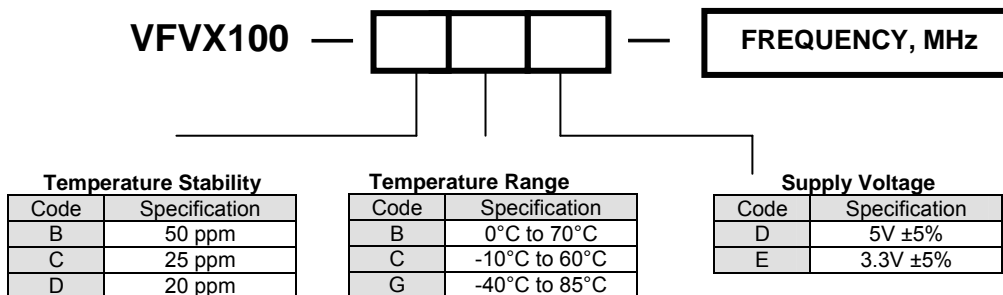 VFVX100 — — FREQUENCY, MHz
Temperature Stability
Code Specification
B 50 ppm
C 25 ppm
D 20 ppm
Temperature Range
Code Specification
B 0°C to 70°C
C -10°C to 60°C
G -40°C to 85°C
Supply Voltage
Code Specification
D 5V ±5%
E 3.3V ±5%